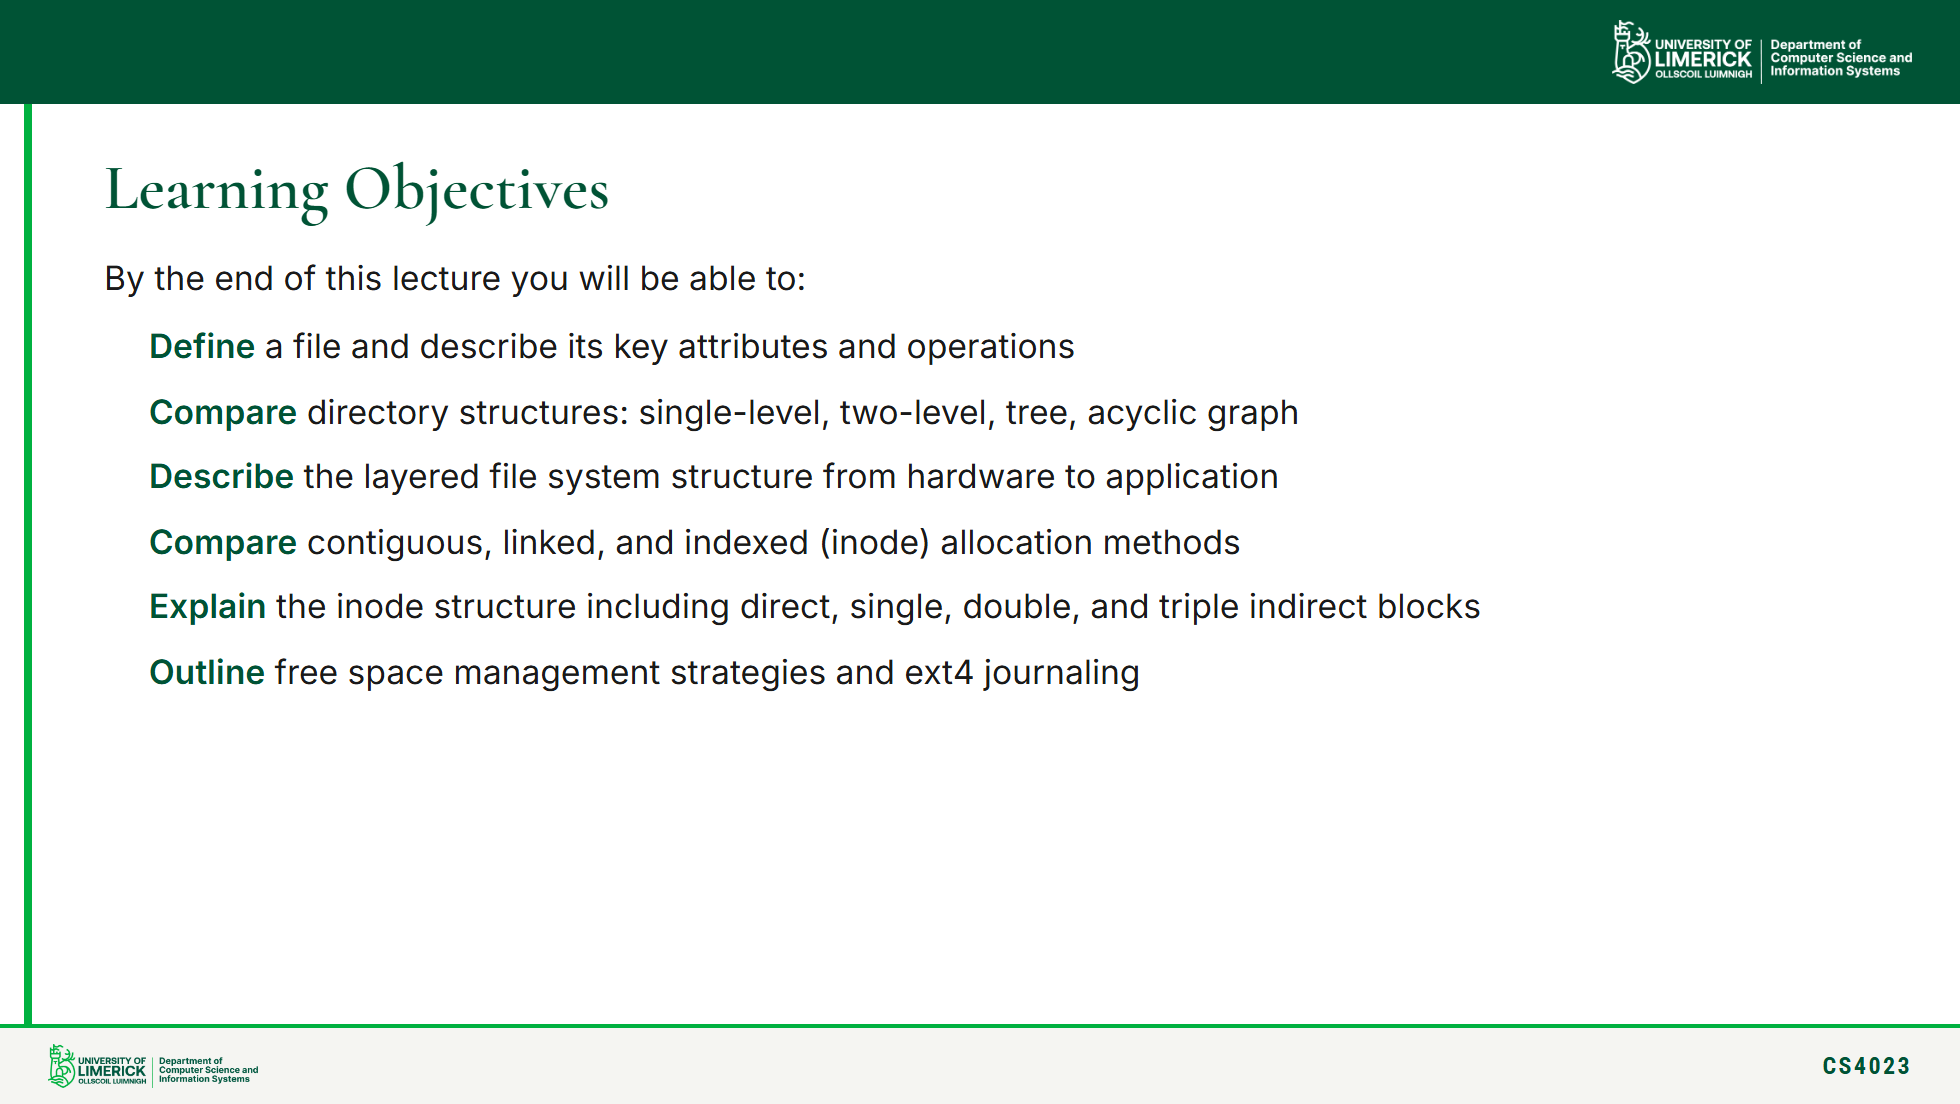 UNIVERSITY OF
LIMERICK
OLLSCOIL LUIMNIGH
Department of
Computer Science and
Information Systems
Learning Objectives
By the end of this lecture you will be able to:
Define a file and describe its key attributes and operations
Compare directory structures: single-level, two-level, tree, acyclic graph
Describe the layered file system structure from hardware to application
Compare contiguous, linked, and indexed (inode) allocation methods
Explain the inode structure including direct, single, double, and triple indirect blocks
Outline free space management strategies and ext4 journaling
UNIVERSITY OF
LIMERICK
OLLSCOIL LUIMNIGH
Department of
Computer Science and
Information Systems
CS4023